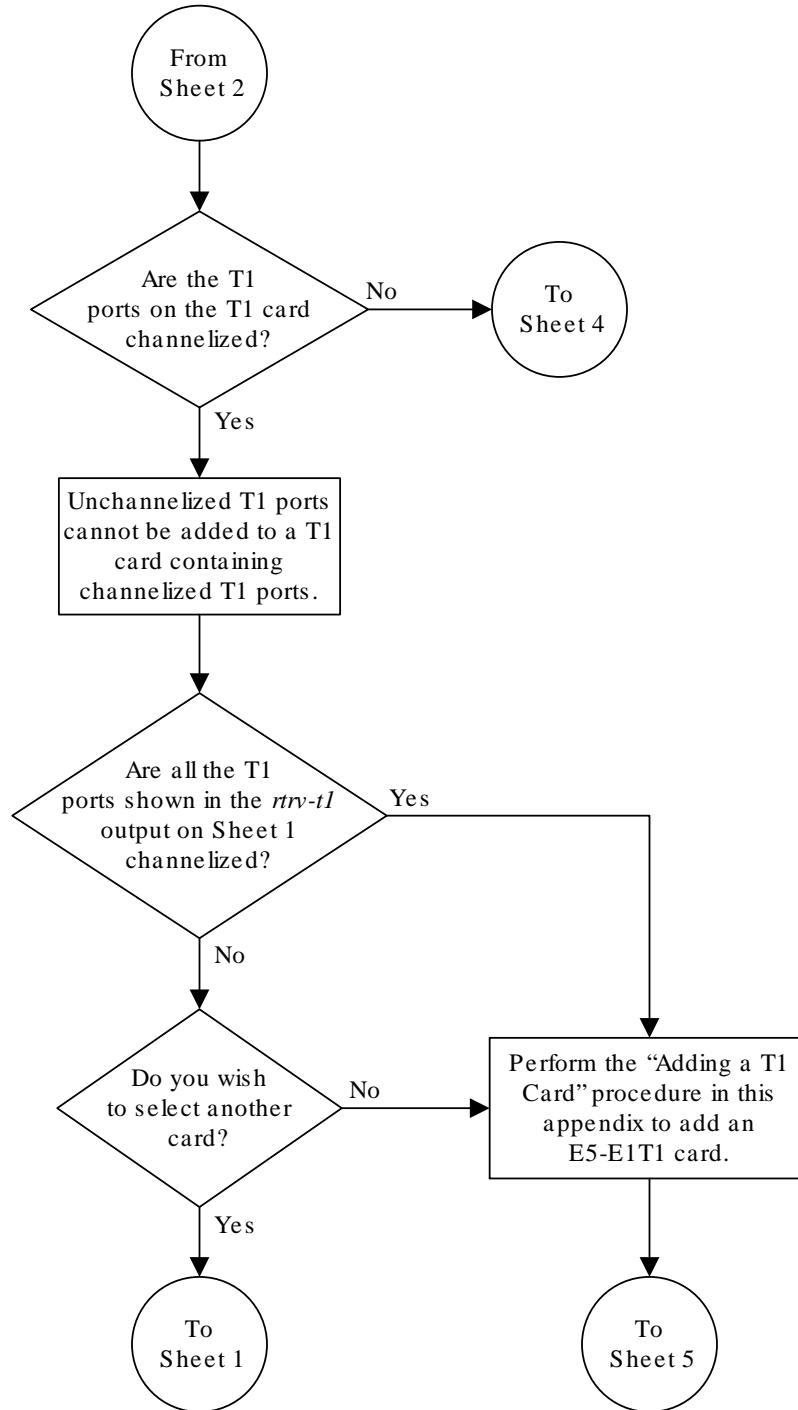 From
Sheet 2
Are the T1
ports on the T1 card
channelized?
No
To
Sheet 4
Yes
Unchannelized T1 ports
cannot be added to a T1
card containing
channelized T1 ports.
Are all the T1
ports shown in the rtrv-t1
output on Sheet 1
channelized?
Yes
No
Do you wish
to select another
card?
No
Perform the “Adding a T1
Card” procedure in this
appendix to add an
E5-E1T1 card.
Yes
To
Sheet 1
To
Sheet 5